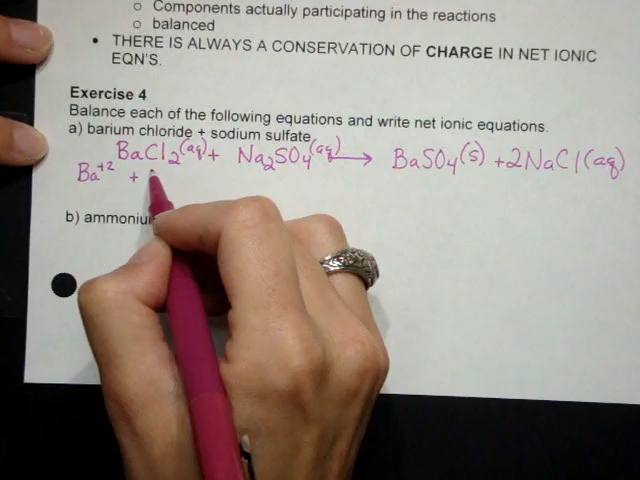 o Components actually participating in the reactions
o balanced
• THERE IS ALWAYS A CONSERVATION OF CHARGE IN NET IONIC
EQN'S.
Exercise 4
Balance each of the following equations and write net ionic equations.
a) barium chloride + sodium sulfate
BaCl₂(aq) + Na₂SO₄(aq) → BaSO₄(s) + 2NaCl(aq)
Ba⁺² +
b)